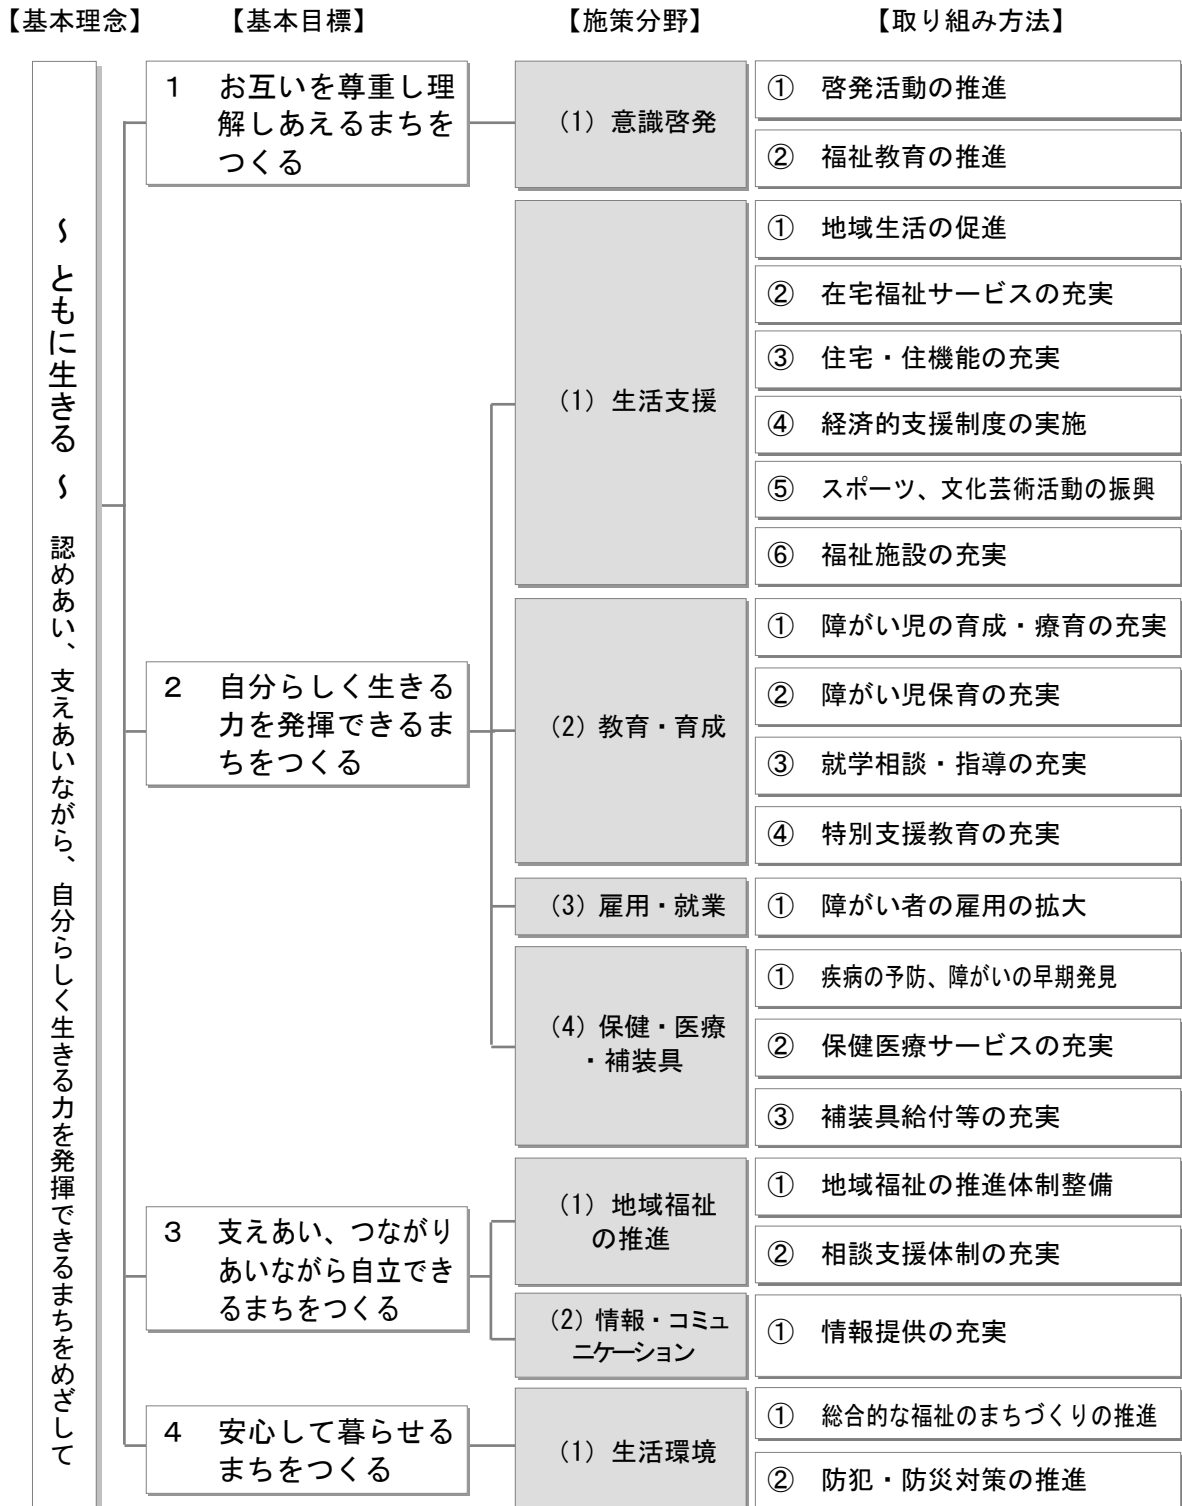 【基本理念】 【基本目標】 【施策分野】 【取り組み方法】
～ ともに生きる ～ 認めあい、支えあいながら、自分らしく生きる力を発揮できるまちをめざして
1 お互いを尊重し理
解しあえるまちを
つくる
(1) 意識啓発
① 啓発活動の推進
② 福祉教育の推進
2 自分らしく生きる
力を発揮できるま
ちをつくる
(1) 生活支援
① 地域生活の促進
② 在宅福祉サービスの充実
③ 住宅・住機能の充実
④ 経済的支援制度の実施
⑤ スポーツ、文化芸術活動の振興
⑥ 福祉施設の充実
(2) 教育・育成
① 障がい児の育成・療育の充実
② 障がい児保育の充実
③ 就学相談・指導の充実
④ 特別支援教育の充実
(3) 雇用・就業
① 障がい者の雇用の拡大
(4) 保健・医療
・補装具
① 疾病の予防、障がいの早期発見
② 保健医療サービスの充実
③ 補装具給付等の充実
3 支えあい、つながり
あいながら自立でき
るまちをつくる
(1) 地域福祉
の推進
① 地域福祉の推進体制整備
② 相談支援体制の充実
(2) 情報・コミュ
ニケーション
① 情報提供の充実
4 安心して暮らせる
まちをつくる
(1) 生活環境
① 総合的な福祉のまちづくりの推進
② 防犯・防災対策の推進